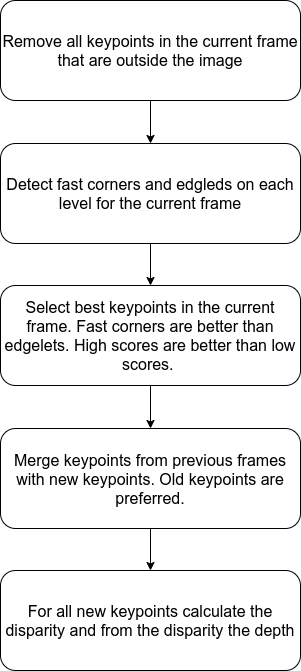 Remove all keypoints in the current frame
that are outside the image
Detect fast corners and edgleds on each
level for the current frame
Select best keypoints in the current
frame. Fast corners are better than
edgelets. High scores are better than low
scores.
Merge keypoints from previous frames
with new keypoints. Old keypoints are
preferred.
For all new keypoints calculate the
disparity and from the disparity the depth